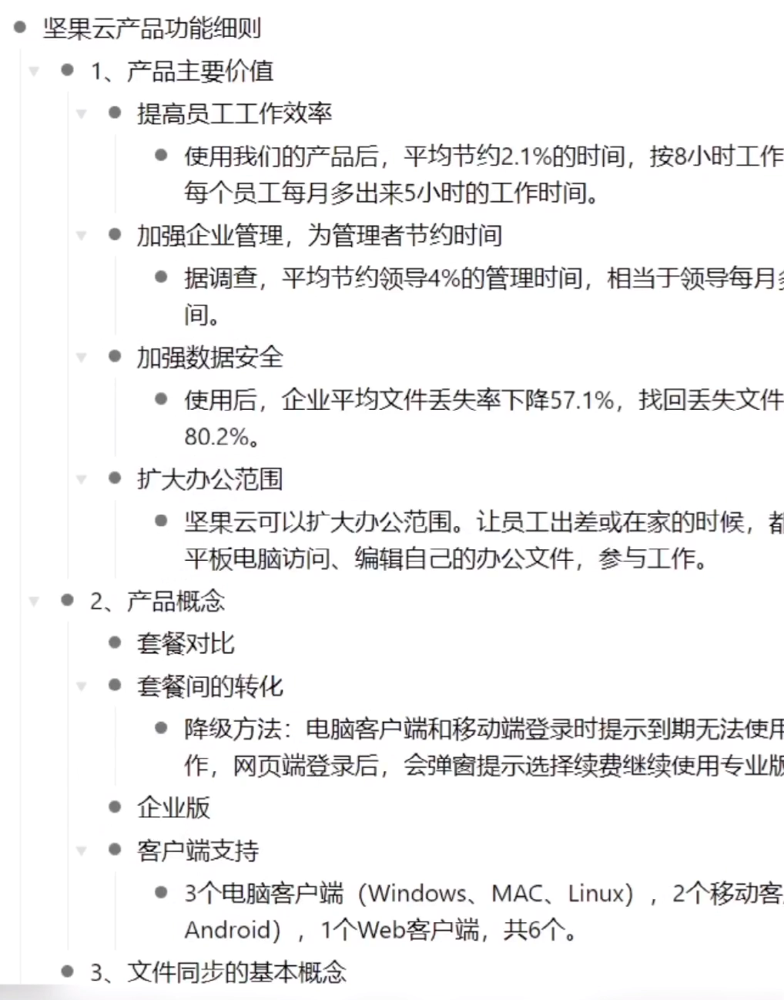 坚果云产品功能细则
1、产品主要价值
提高员工工作效率
使用我们的产品后，平均节约2.1%的时间，按8小时工作
每个员工每月多出来5小时的工作时间。
加强企业管理，为管理者节约时间
据调查，平均节约领导4%的管理时间，相当于领导每月
间。
加强数据安全
使用后，企业平均文件丢失率下降57.1%，找回丢失文件
80.2%。
扩大办公范围
坚果云可以扩大办公范围。让员工出差或在家的时候，都
平板电脑访问、编辑自己的办公文件，参与工作。
2、产品概念
套餐对比
套餐间的转化
降级方法：电脑客户端和移动端登录时提示到期无法使用
作，网页端登录后，会弹窗提示选择续费继续使用专业版
企业版
客户端支持
3个电脑客户端（Windows、MAC、Linux），2个移动客
Android），1个Web客户端，共6个。
3、文件同步的基本概念